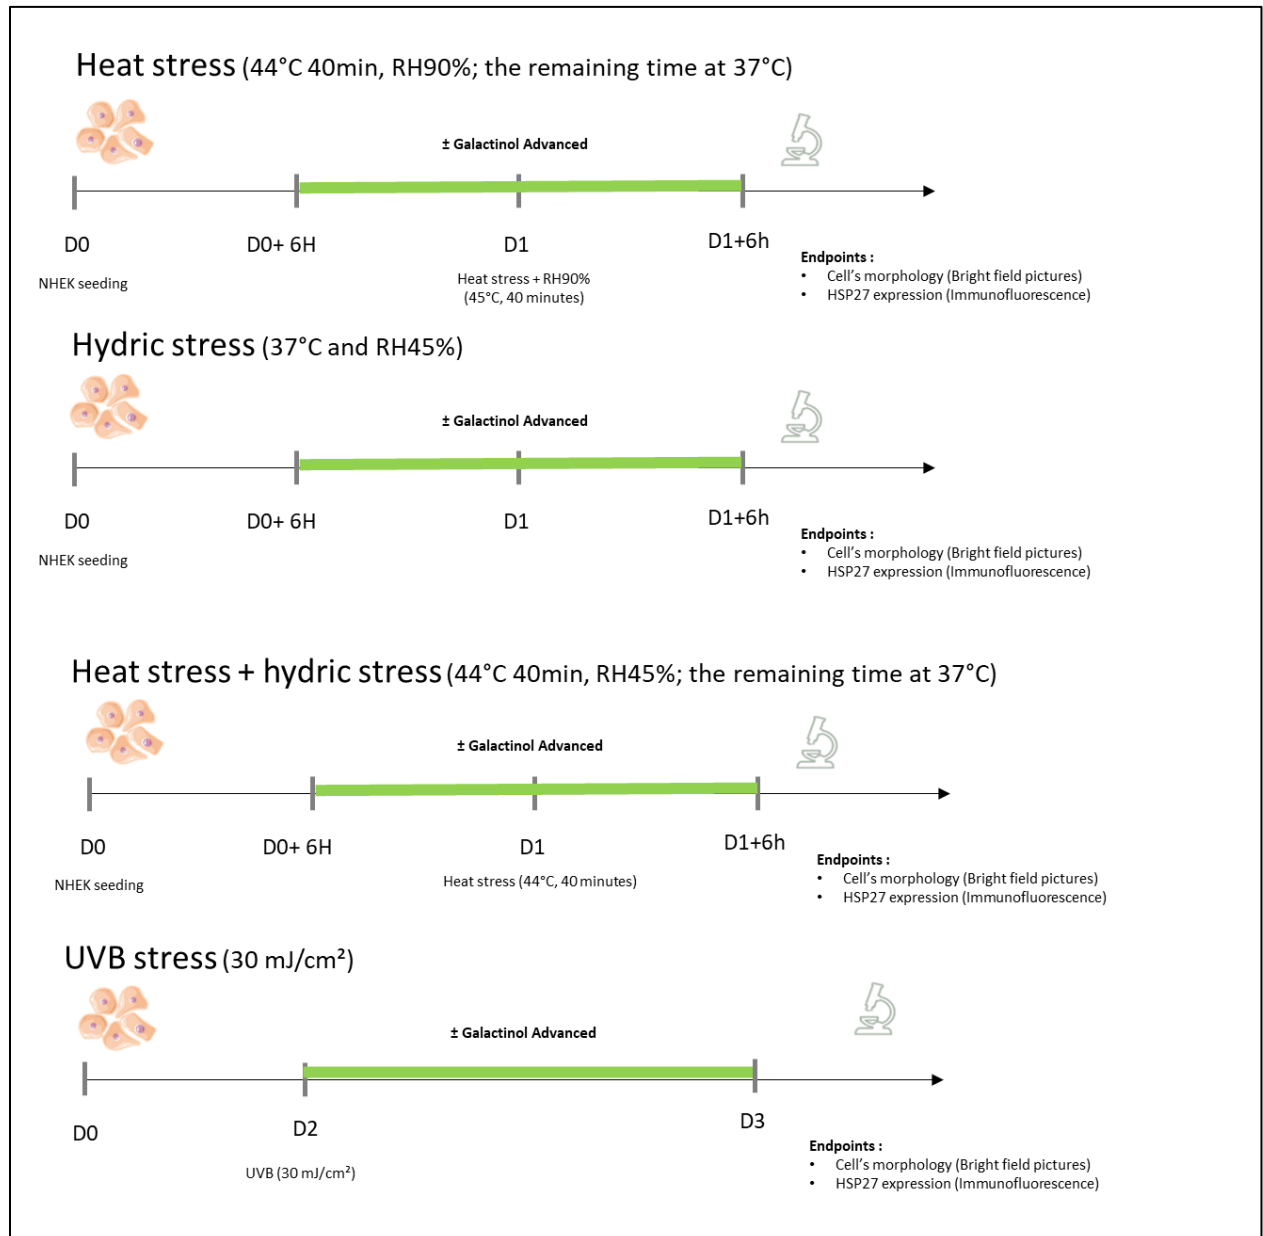 Heat stress (44°C 40min, RH90%; the remaining time at 37°C)
± Galactinol Advanced
D0
D0+ 6H
D1
D1+6h
NHEK seeding
Heat stress + RH90%
(45°C, 40 minutes)
Endpoints :
• Cell's morphology (Bright field pictures)
• HSP27 expression (Immunofluorescence)
Hydric stress (37°C and RH45%)
± Galactinol Advanced
D0
D0+ 6H
D1
D1+6h
NHEK seeding
Endpoints :
• Cell's morphology (Bright field pictures)
• HSP27 expression (Immunofluorescence)
Heat stress + hydric stress (44°C 40min, RH45%; the remaining time at 37°C)
± Galactinol Advanced
D0
D0+ 6H
D1
D1+6h
NHEK seeding
Heat stress (44°C, 40 minutes)
Endpoints :
• Cell's morphology (Bright field pictures)
• HSP27 expression (Immunofluorescence)
UVB stress (30 mJ/cm²)
± Galactinol Advanced
D0
D2
D3
UVB (30 mJ/cm²)
Endpoints :
• Cell's morphology (Bright field pictures)
• HSP27 expression (Immunofluorescence)